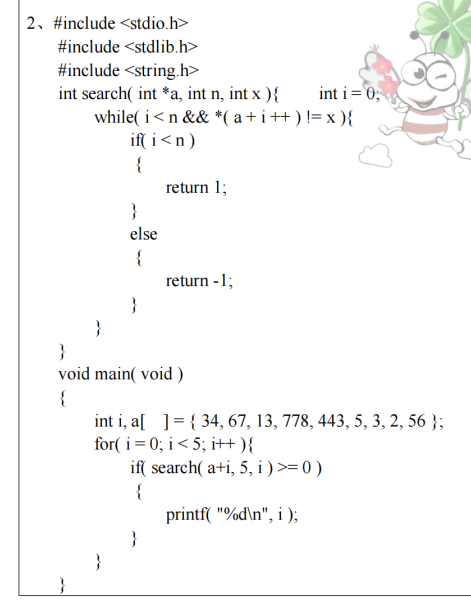 2、#include <stdio.h>
#include <stdlib.h>
#include <string.h>
int search( int *a, int n, int x ){ int i = 0;
while( i < n && *( a + i ++ ) != x ){
if( i < n )
{
return 1;
}
else
{
return -1;
}
}
}
void main( void )
{
int i, a[ ] = { 34, 67, 13, 778, 443, 5, 3, 2, 56 };
for( i = 0; i < 5; i++ ){
if( search( a+i, 5, i ) >= 0 )
{
printf( "%d\n", i );
}
}
}